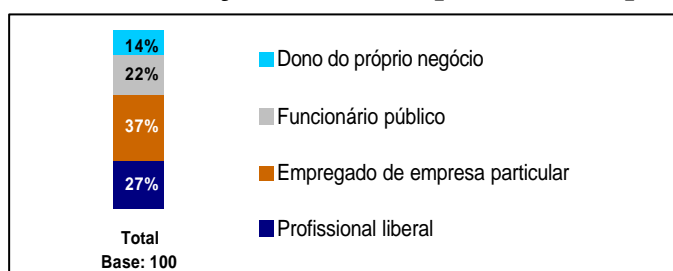 14%
22%
37%
27%
Total
Base: 100
Dono do próprio negócio
Funcionário público
Empregado de empresa particular
Profissional liberal